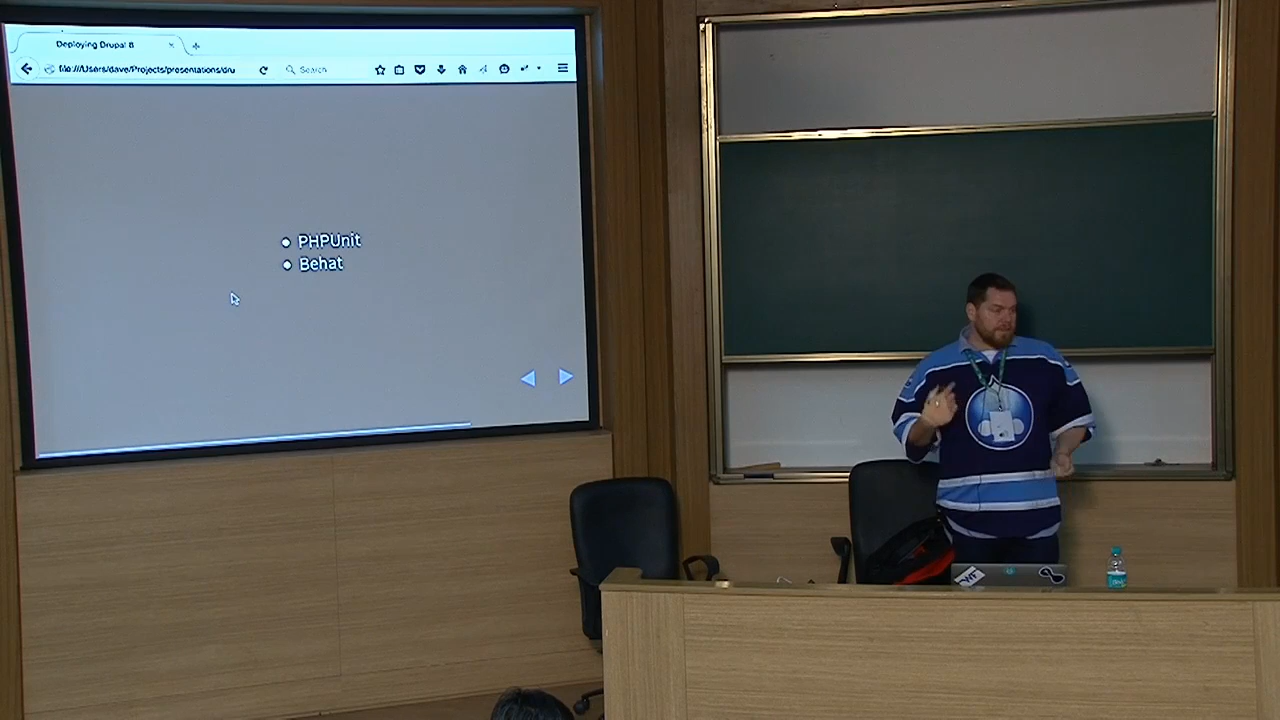 Deploying Drupal 8
file:///Users/dave/Projects/presentations/dru
Search
PHPUnit
Behat